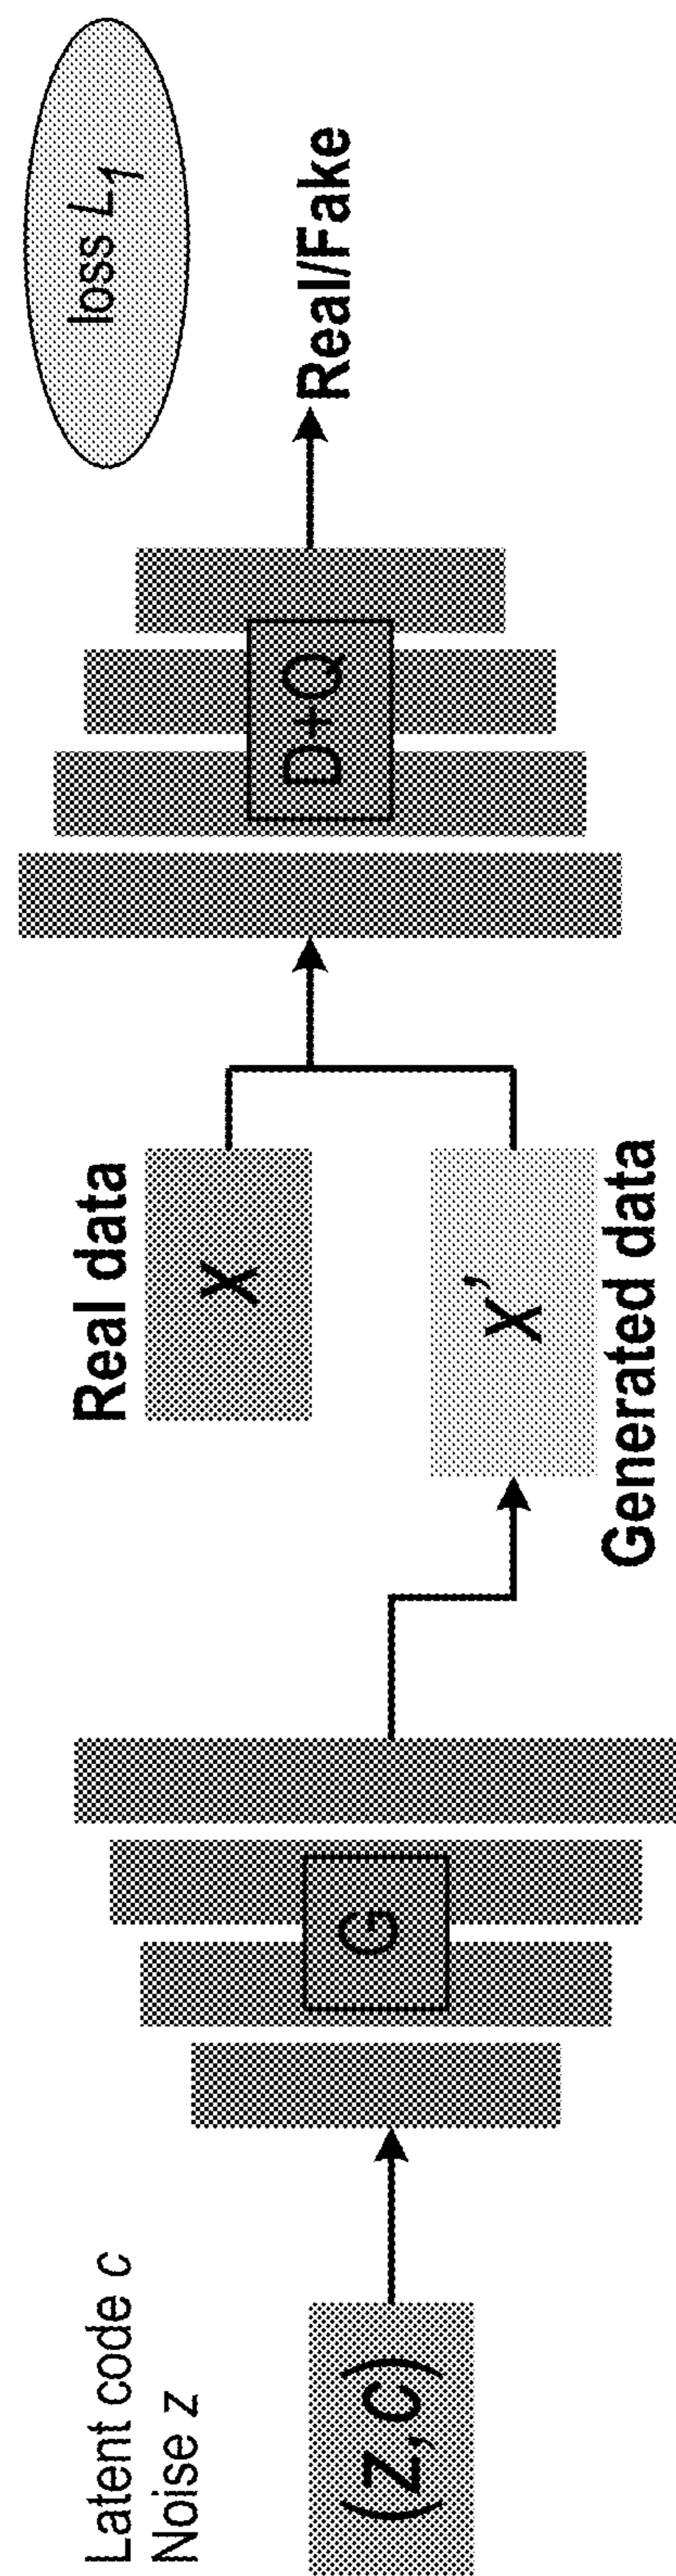 Latent code c
Noise z
(z,c)
G
Real data
X
X’
Generated data
D+Q
Real/Fake
loss L1